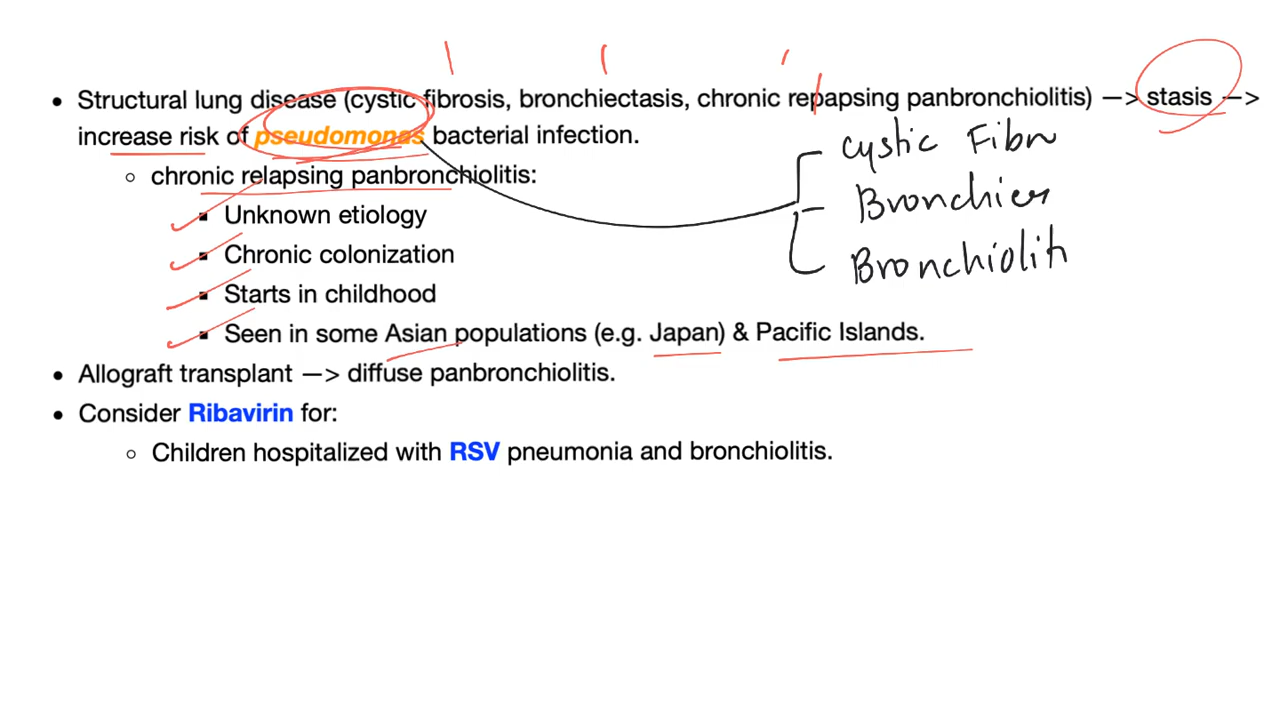 • Structural lung disease (cystic fibrosis, bronchiectasis, chronic repapsing panbronchiolitis) —> stasis —>
increase risk of pseudomonas bacterial infection.
◦ chronic relapsing panbronchiolitis:
▪ Unknown etiology
▪ Chronic colonization
▪ Starts in childhood
▪ Seen in some Asian populations (e.g. Japan) & Pacific Islands.
• Allograft transplant —> diffuse panbronchiolitis.
• Consider Ribavirin for:
◦ Children hospitalized with RSV pneumonia and bronchiolitis.
Cystic Fibr
Bronchies
Bronchiolit